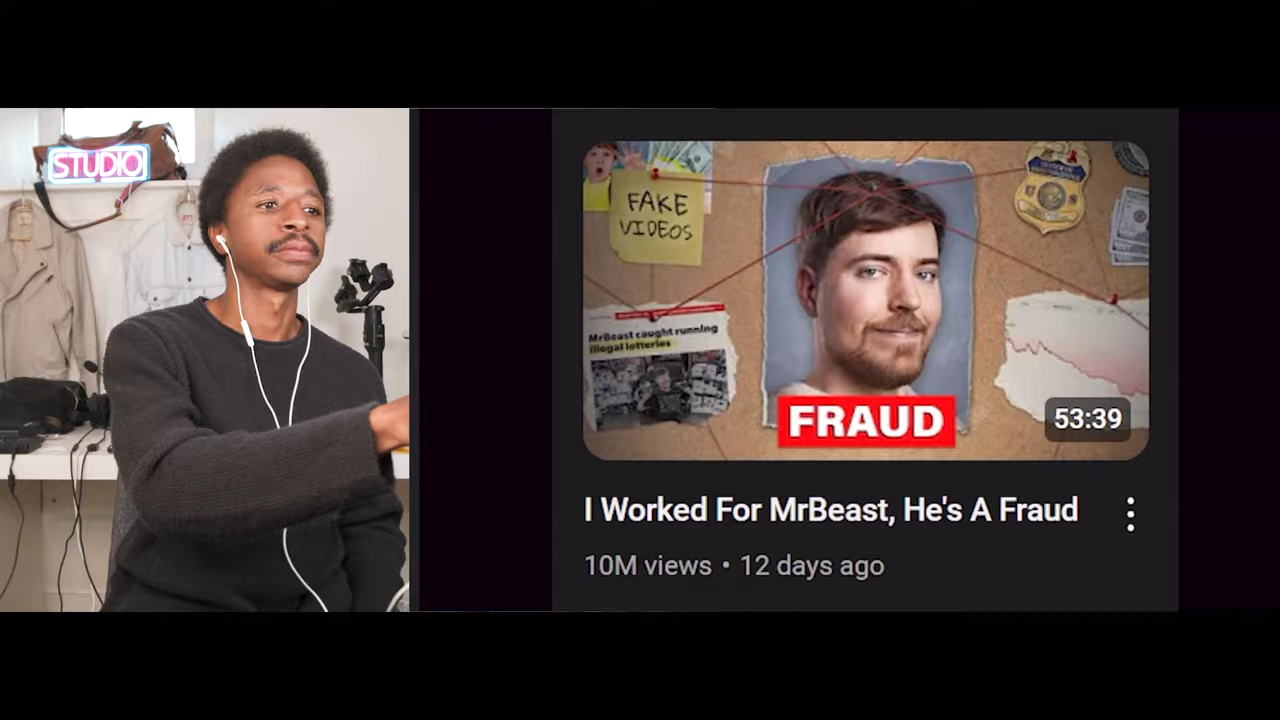 STUDIO
FAKE
VIDEOS
MrBeast caught running
illegal lotteries
FRAUD
53:39
I Worked For MrBeast, He's A Fraud
10M views • 12 days ago